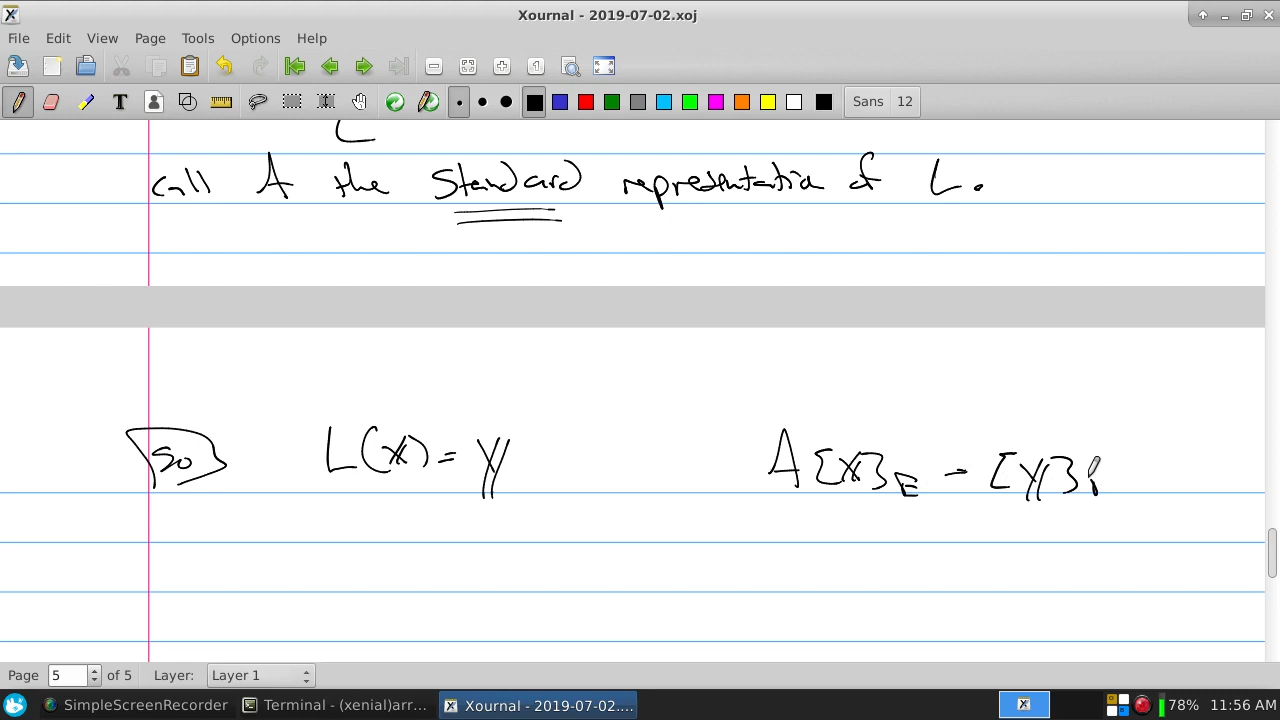 Xournal - 2019-07-02.xoj
File Edit View Page Tools Options Help
Sans 12
L
call A the Standard representation of L.
so L(x) = y A[x]E = [y]
Page 5 of 5 Layer: Layer 1
SimpleScreenRecorder Terminal - (xenial)arr... Xournal - 2019-07-02.... 78% 11:56 AM